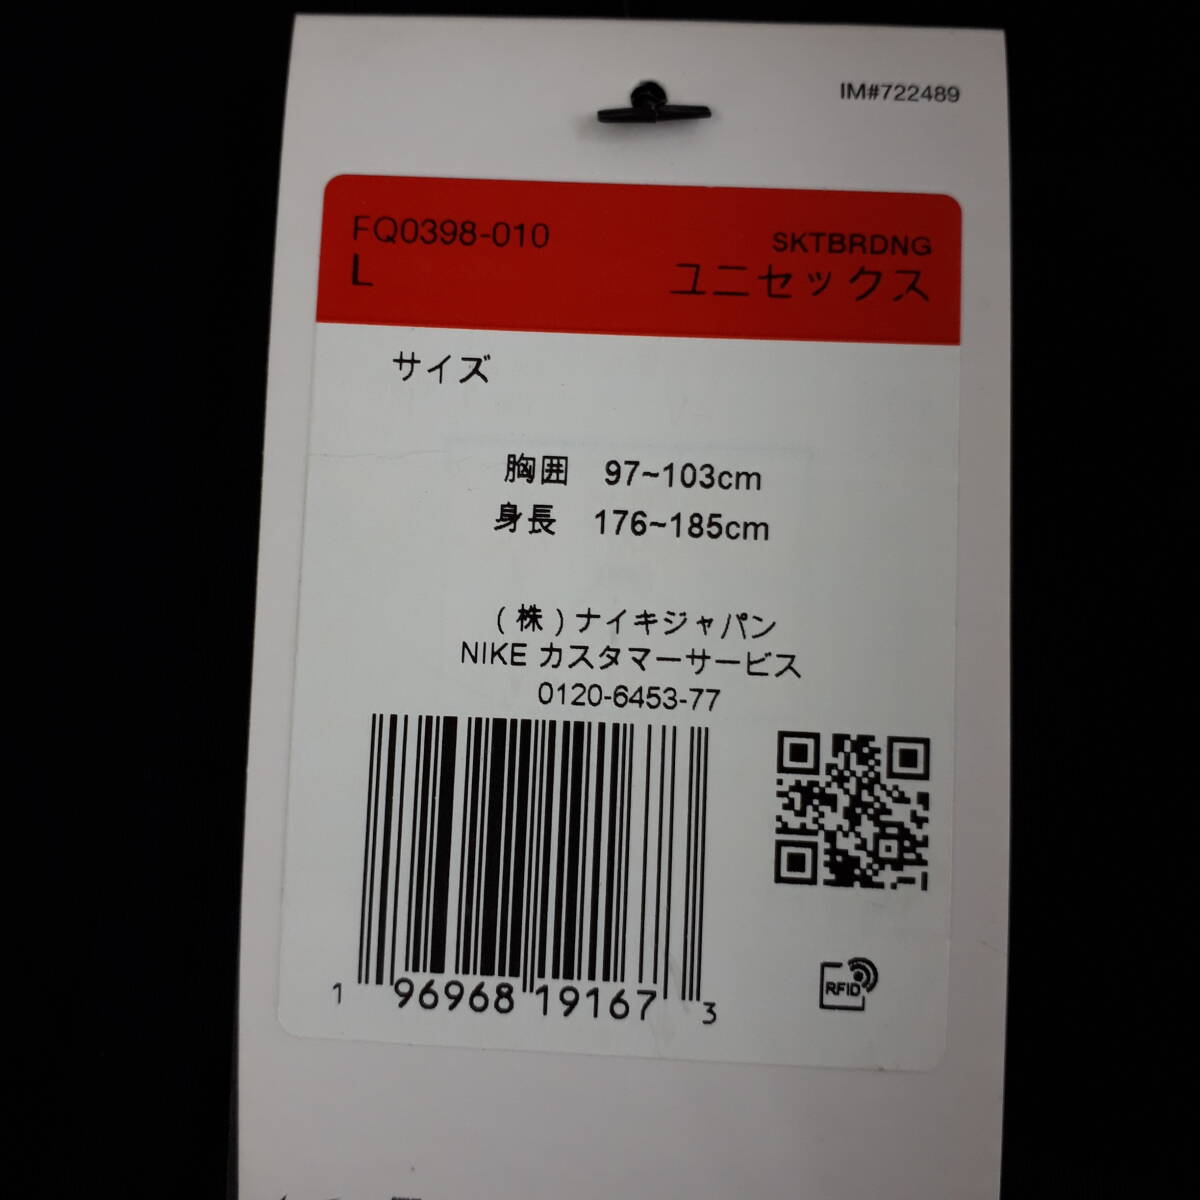 IM#722489
FQ0398-010
SKTBRDNG
L
ユニセックス
サイズ
胸囲 97~103cm
身長 176~185cm
(株)ナイキジャパン
NIKE カスタマーサービス
0120-6453-77
1 96968 19167 3
RFID